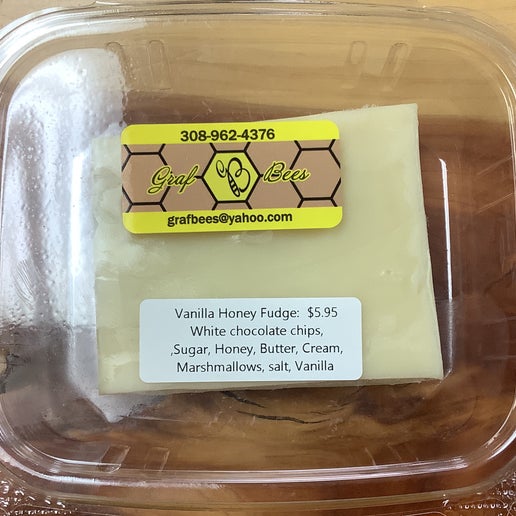 308-962-4376
Graf Bees
grafbees@yahoo.com
Vanilla Honey Fudge: $5.95
White chocolate chips,
,Sugar, Honey, Butter, Cream,
Marshmallows, salt, Vanilla